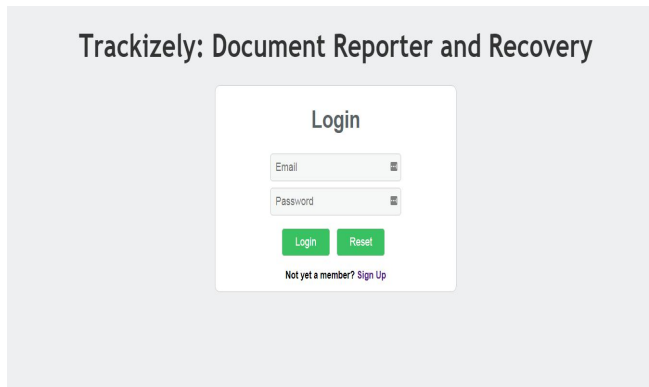 Trackizely: Document Reporter and Recovery
Login
Email
Password
Login Reset
Not yet a member? Sign Up